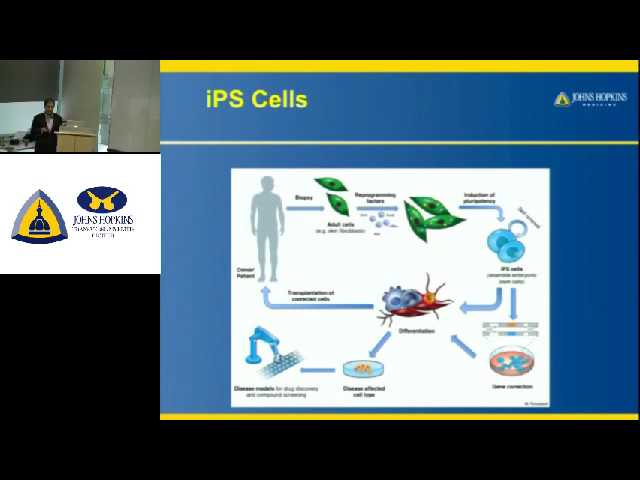 iPS Cells
JOHNS HOPKINS
MEDICINE
JOHNS HOPKINS
Biopsy
Reprogramming
factors
Induction of
pluripotency
Self-renewal
Adult cells
(e.g. skin fibroblasts)
iPS cells
(resemble embryonic
stem cells)
Donor/
Patient
Transplantation of
corrected cells
Differentiation
Gene correction
Disease models for drug discovery
and compound screening
Disease affected
cell type